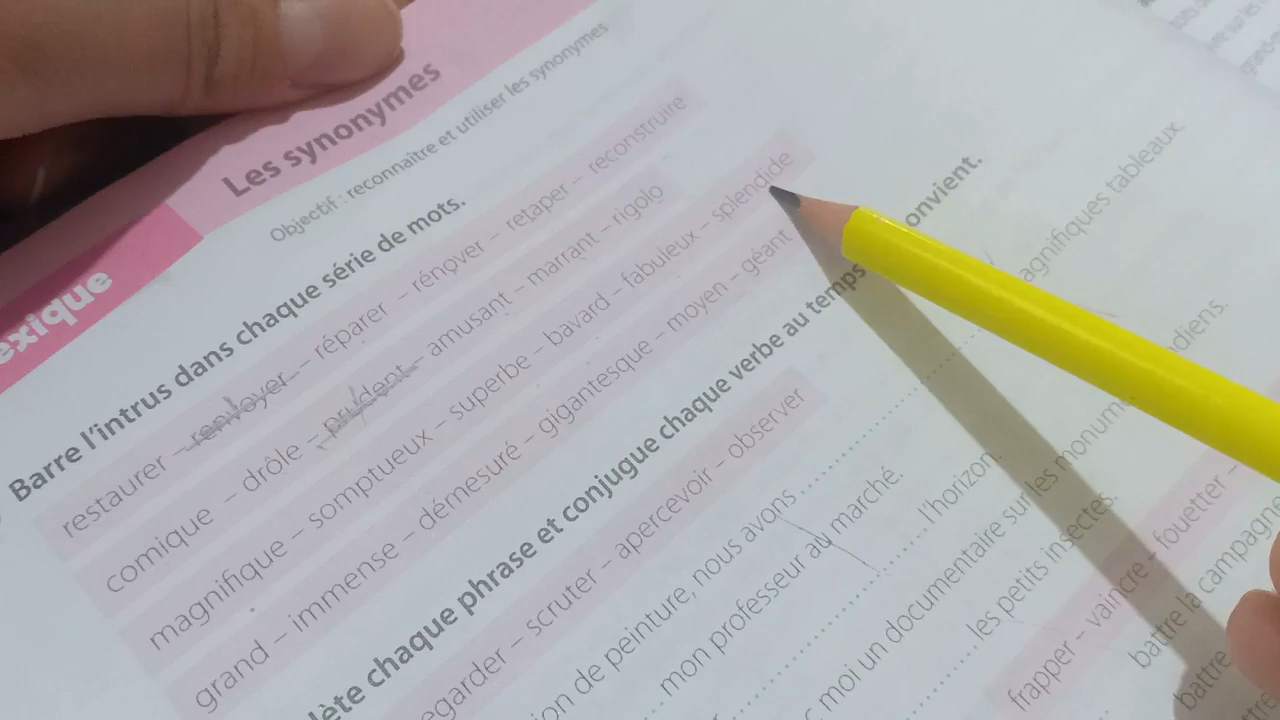 exique
Les synonymes
Objectif : reconnaître et utiliser les synonymes
Barre l'intrus dans chaque série de mots.
restaurer – renvoyer – réparer – rénover – retaper – reconstruire
comique – drôle – prudent – amusant – marrant – rigolo
magnifique – somptueux – superbe – bavard – fabuleux – splendide
grand – immense – démesuré – gigantesque – moyen – géant
lète chaque phrase et conjugue chaque verbe au temps onvient.
egarder – scruter – apercevoir – observer
ion de peinture, nous avons .................... agnifiques tableaux.
mon professeur au marché.
.................... l'horizon.
moi un documentaire sur les monum diens.
.................... les petits insectes.
frapper – vaincre – fouetter –
battre la campagn
battre